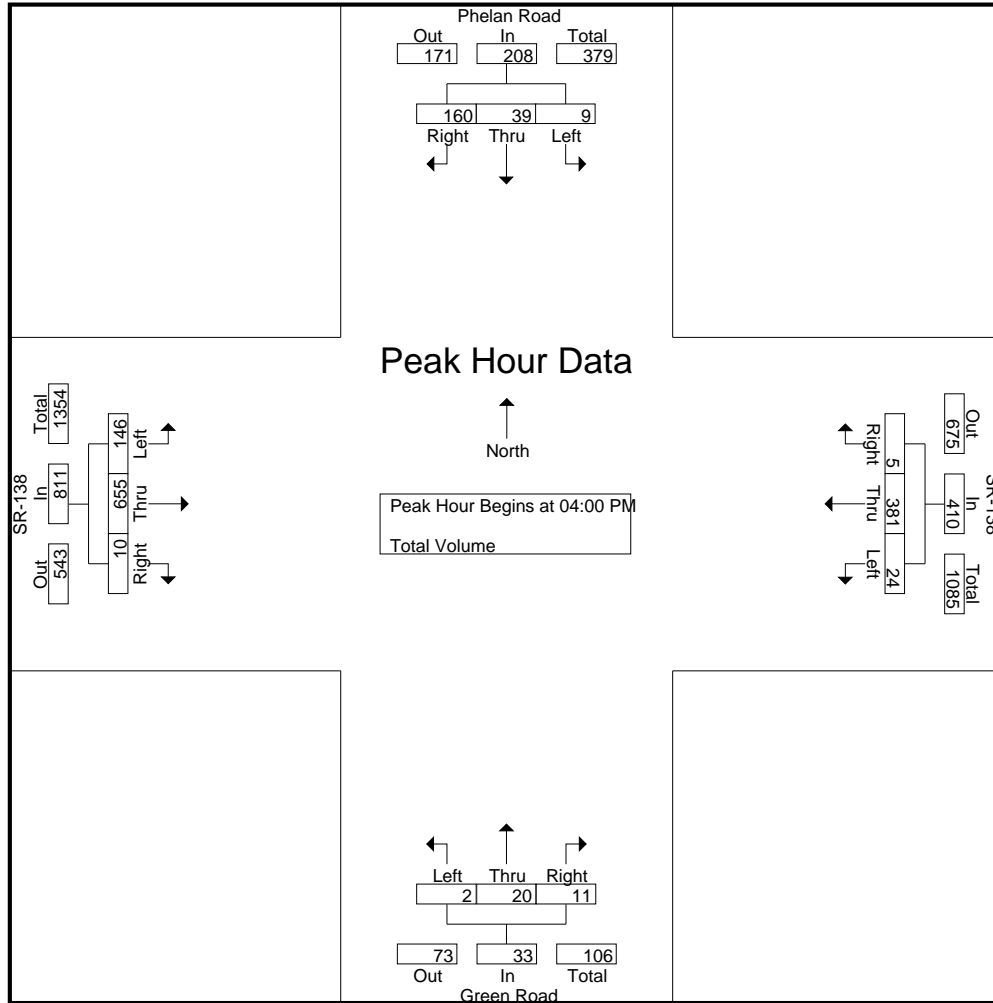 Phelan Road
Out In Total
171 208 379
160 39 9
Right Thru Left
Peak Hour Data
North
Peak Hour Begins at 04:00 PM
Total Volume
SR-138
Total In Out
1354 811 543
146 655 10
Left Thru Right
Right Thru Left
5 381 24
Out In Total
675 410 1085
SR-138
Left Thru Right
2 20 11
73 33 106
Out In Total
Green Road